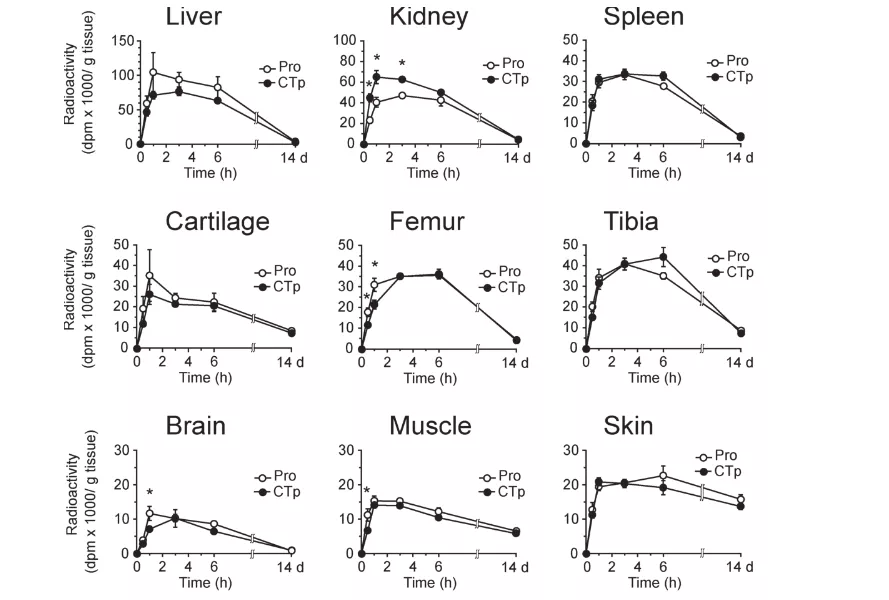 Liver
Radioactivity
(dpm x 1000/ g tissue)
150
100
50
0
Pro
CTp
0 2 4 6 14 d
Time (h)
Kidney
100
80
60
40
20
0
* * *
Pro
CTp
0 2 4 6 14 d
Time (h)
Spleen
50
40
30
20
10
0
Pro
CTp
0 2 4 6 14 d
Time (h)
Cartilage
Radioactivity
(dpm x 1000/ g tissue)
50
40
30
20
10
0
Pro
CTp
0 2 4 6 14 d
Time (h)
Femur
50
40
30
20
10
0
* *
Pro
CTp
0 2 4 6 14 d
Time (h)
Tibia
50
40
30
20
10
0
Pro
CTp
0 2 4 6 14 d
Time (h)
Brain
Radioactivity
(dpm x 1000/ g tissue)
30
20
10
0
*
Pro
CTp
0 2 4 6 14 d
Time (h)
Muscle
30
20
10
0
*
Pro
CTp
0 2 4 6 14 d
Time (h)
Skin
30
20
10
0
Pro
CTp
0 2 4 6 14 d
Time (h)